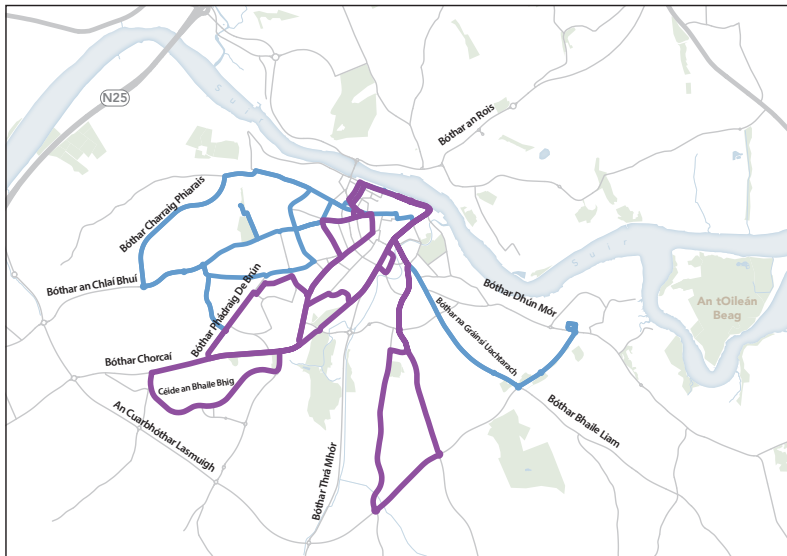 Suir
N25
Bóthar an Rois
Bóthar Charraig Phiarais
Suir
Bóthar an Chlaí Bhuí
Bóthar Phádraig De Brún
Bóthar Dhún Mór
An tOileán
Beag
Bóthar na Gráinsí Uachtarach
Bóthar Chorcaí
Céide an Bhaile Bhig
Bóthar Bhaile Liam
An Cuarbhóthar Lasmuigh
Bóthar Thrá Mhór